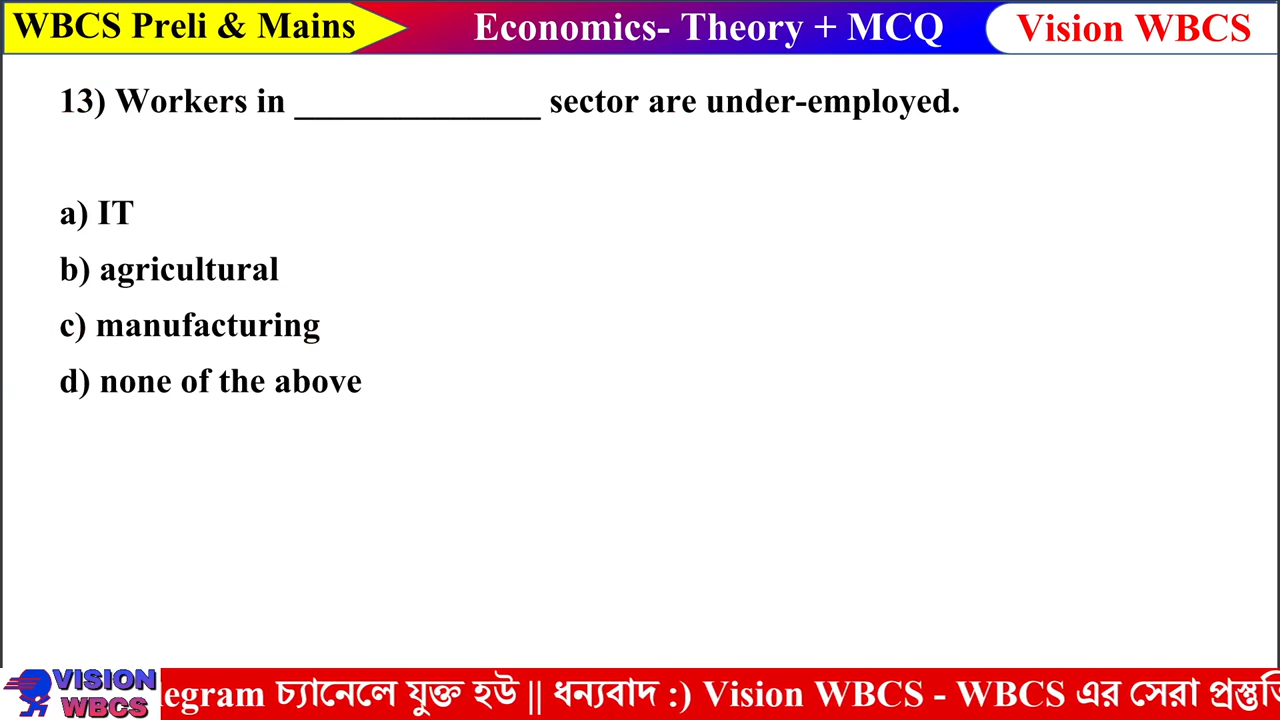 WBCS Preli & Mains
Economics- Theory + MCQ
Vision WBCS
13) Workers in ______________ sector are under-employed.
a) IT
b) agricultural
c) manufacturing
d) none of the above
VISION
WBCS
legram চ্যানেলে যুক্ত হউ || ধন্যবাদ :) Vision WBCS - WBCS এর সেরা প্রস্তুতি